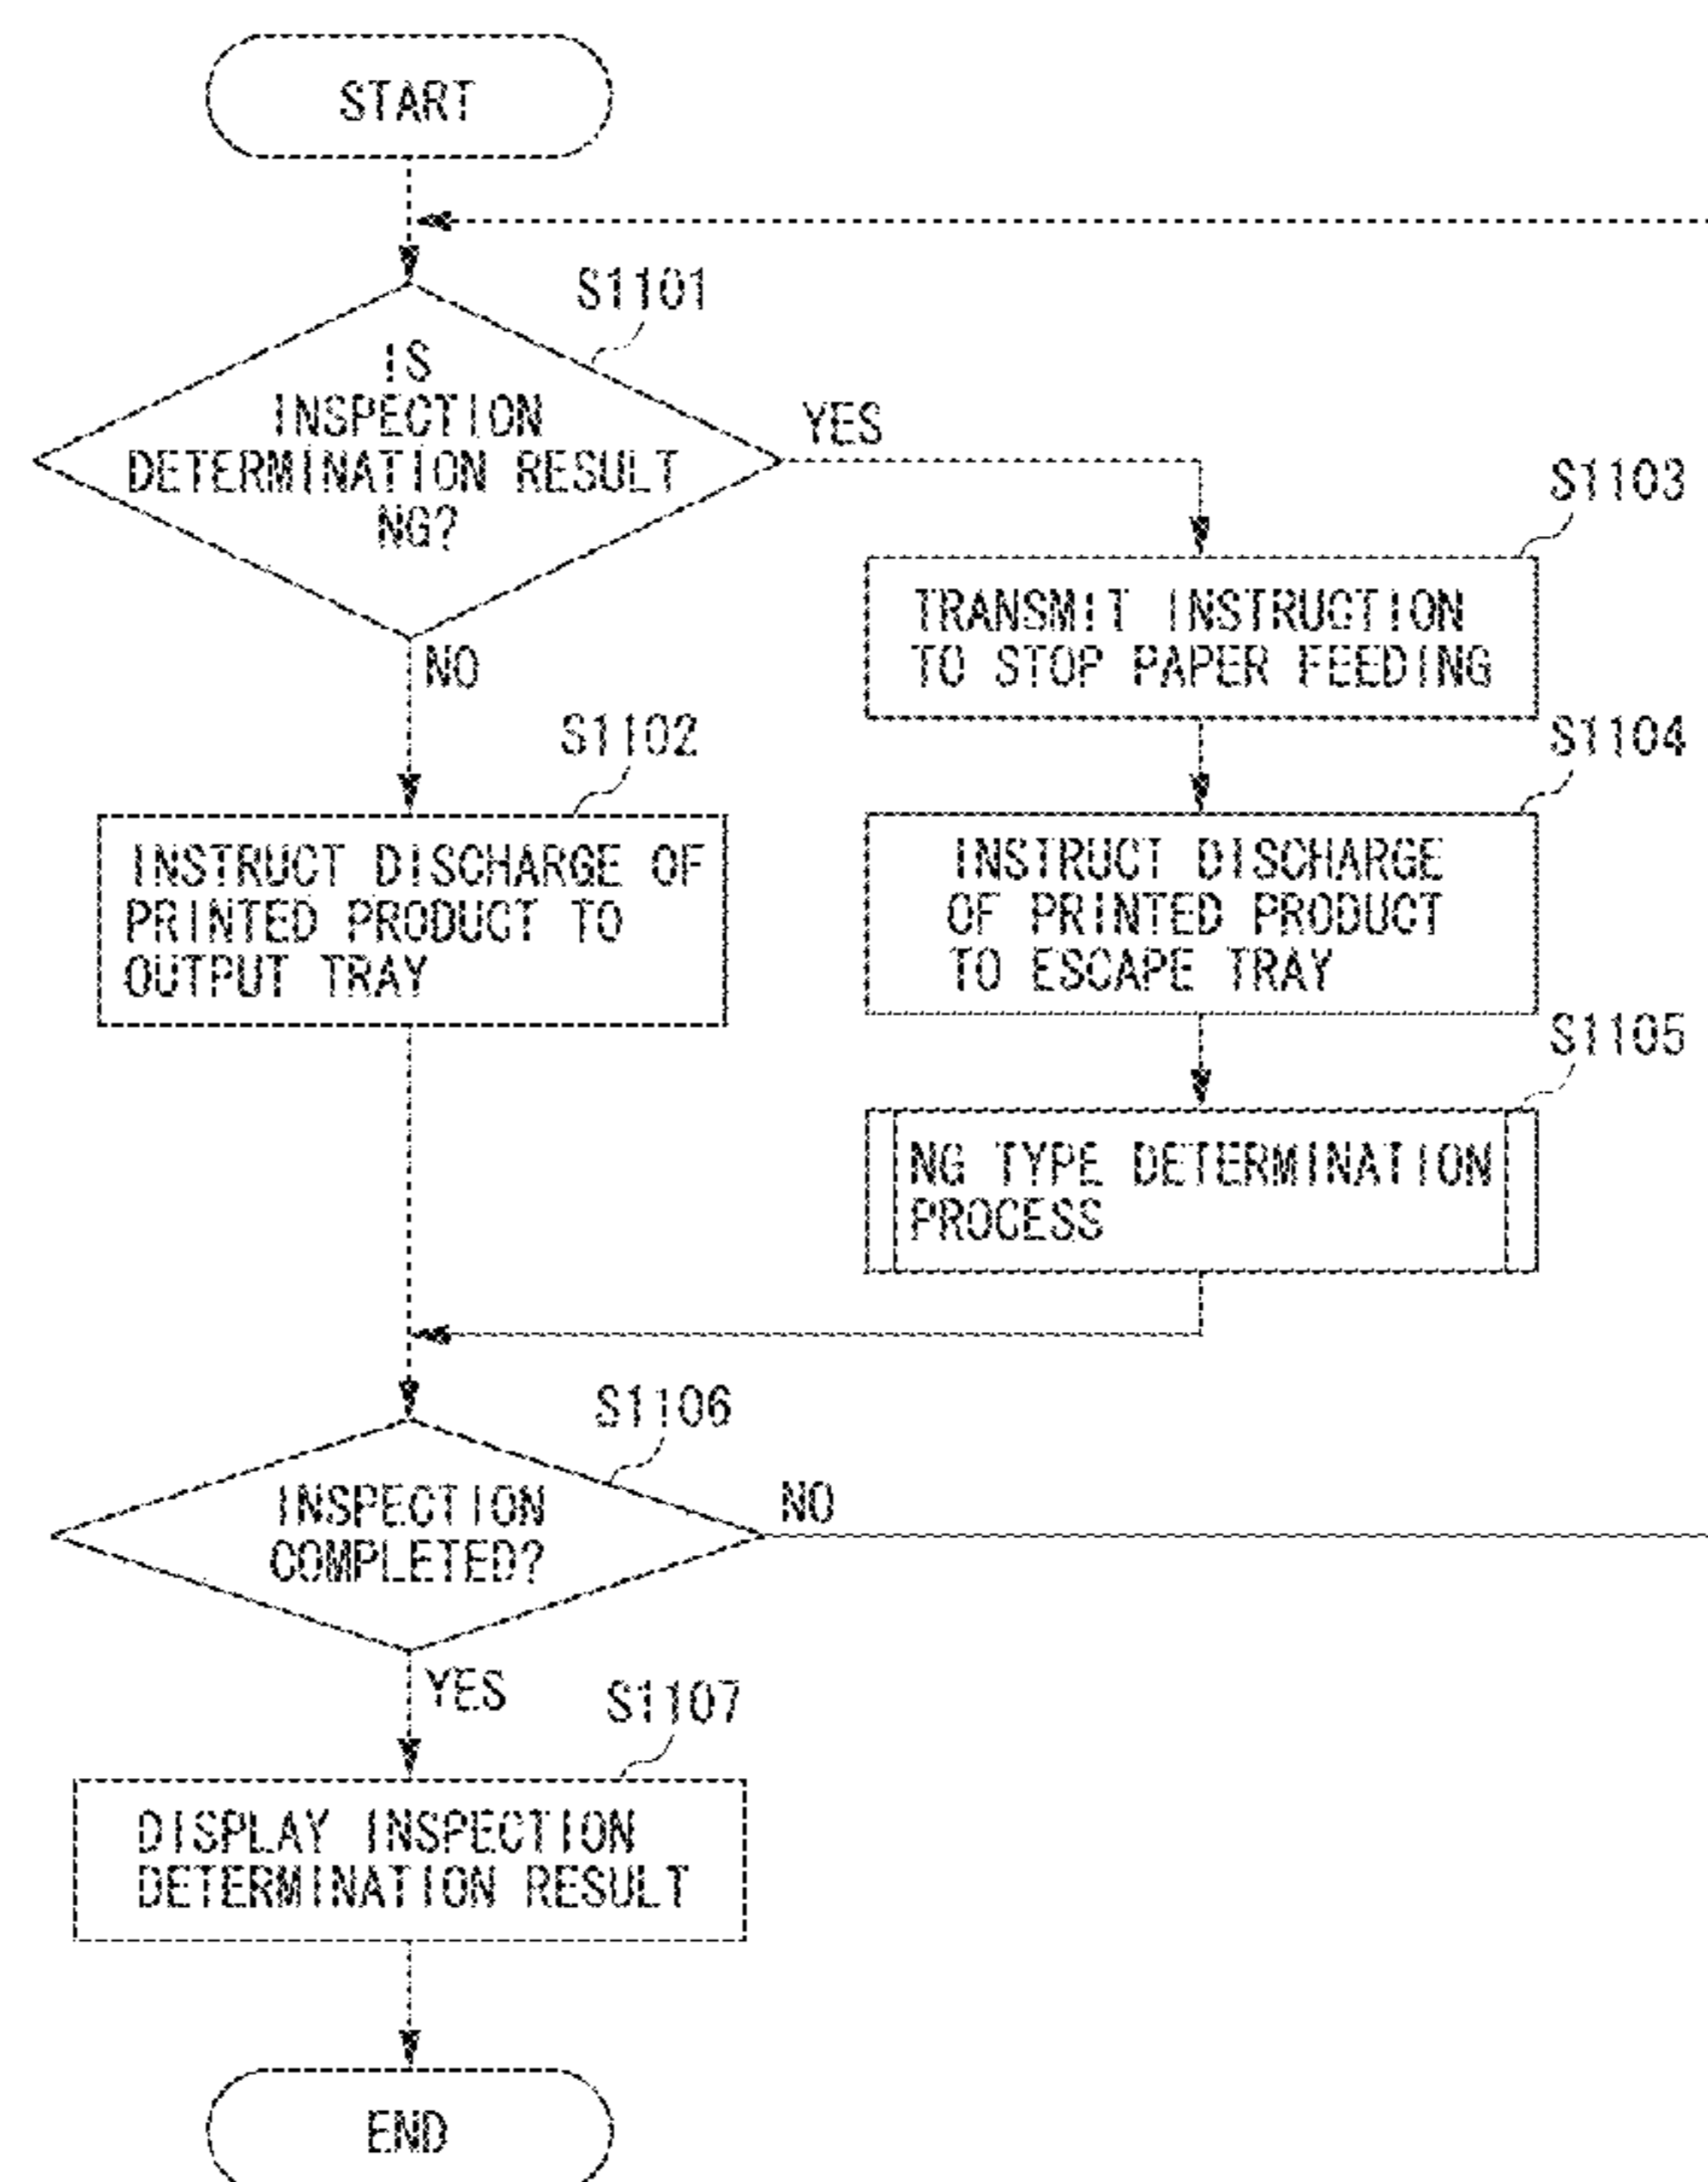 START
S1101
IS
INSPECTION
DETERMINATION RESULT
NG?
YES
NO
S1103
TRANSMIT INSTRUCTION
TO STOP PAPER FEEDING
S1102
INSTRUCT DISCHARGE OF
PRINTED PRODUCT TO
OUTPUT TRAY
S1104
INSTRUCT DISCHARGE
OF PRINTED PRODUCT
TO ESCAPE TRAY
S1105
NG TYPE DETERMINATION
PROCESS
S1106
INSPECTION
COMPLETED?
NO
YES
S1107
DISPLAY INSPECTION
DETERMINATION RESULT
END